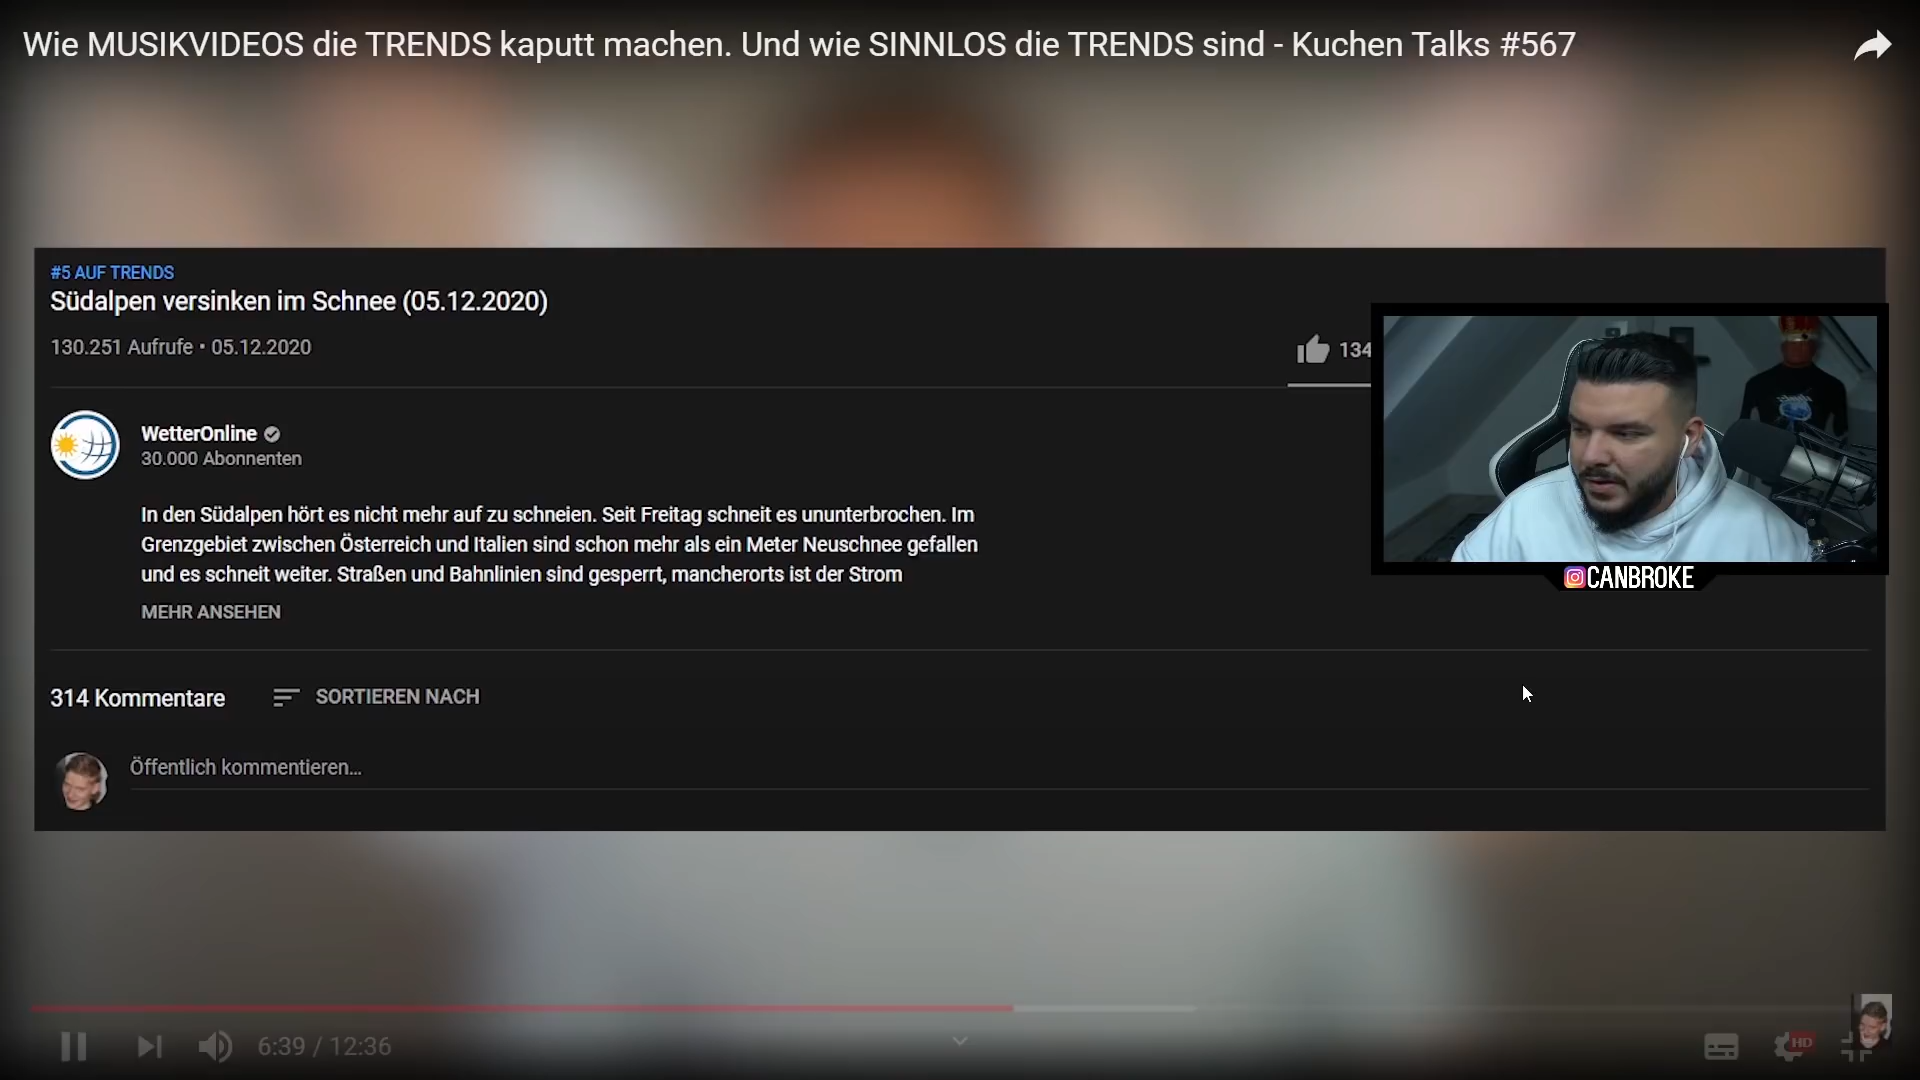 Wie MUSIKVIDEOS die TRENDS kaputt machen. Und wie SINNLOS die TRENDS sind - Kuchen Talks #567
#5 AUF TRENDS
Südalpen versinken im Schnee (05.12.2020)
130.251 Aufrufe • 05.12.2020
134
WetterOnline
30.000 Abonnenten
In den Südalpen hört es nicht mehr auf zu schneien. Seit Freitag schneit es ununterbrochen. Im
Grenzgebiet zwischen Österreich und Italien sind schon mehr als ein Meter Neuschnee gefallen
und es schneit weiter. Straßen und Bahnlinien sind gesperrt, mancherorts ist der Strom
MEHR ANSEHEN
CANBROKE
314 Kommentare
SORTIEREN NACH
Öffentlich kommentieren...
6:39 / 12:36
HD